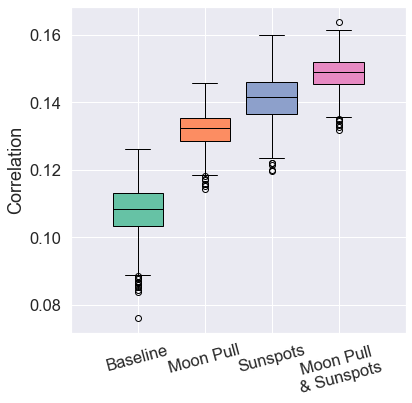 Correlation
0.16
0.14
0.12
0.10
0.08
Baseline
Moon Pull
Sunspots
Moon Pull
& Sunspots